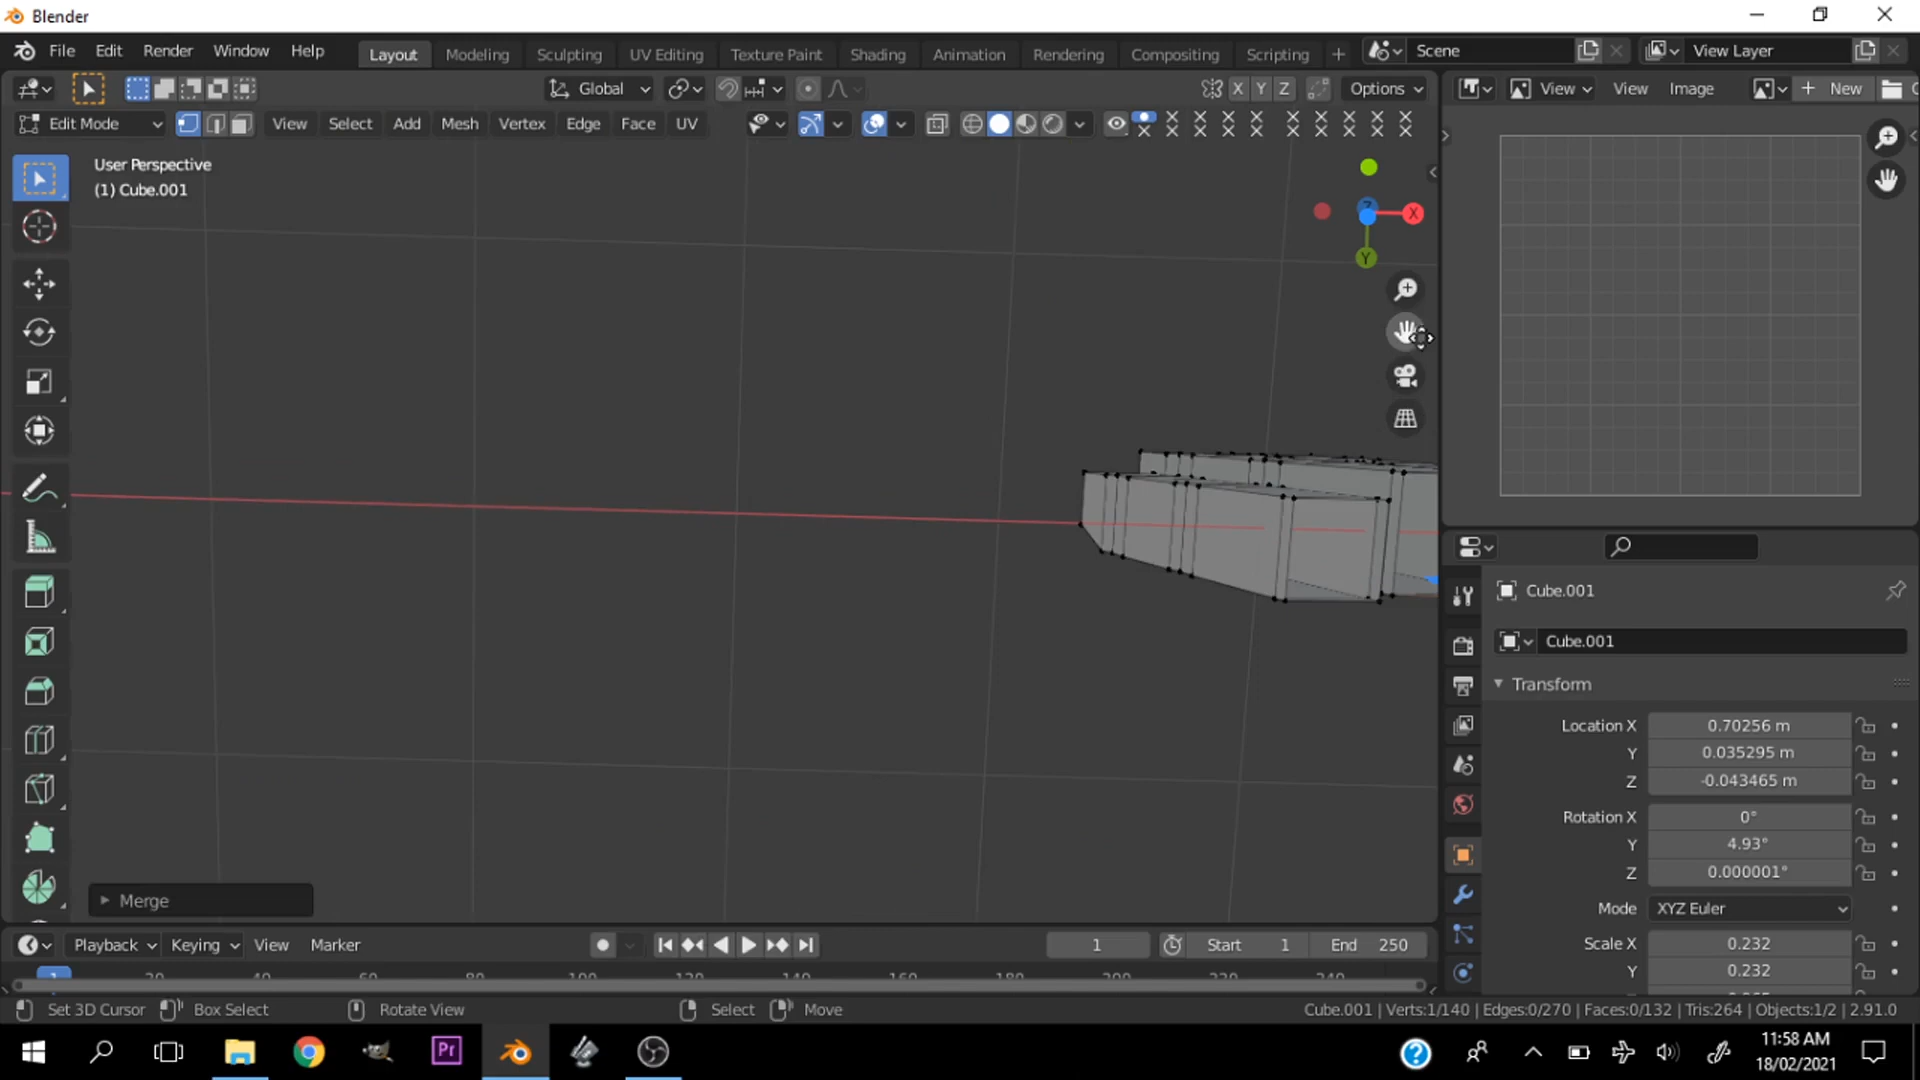 Blender
File Edit Render Window Help Layout Modeling Sculpting UV Editing Texture Paint Shading Animation Rendering Compositing Scripting + Scene View Layer
Global X Y Z Options View View Image New
Edit Mode View Select Add Mesh Vertex Edge Face UV
User Perspective
(1) Cube.001
Z X
Y
Cube.001
Cube.001
Transform
Location X 0.70256 m
Y 0.035295 m
Z -0.043465 m
Rotation X 0°
Y 4.93°
Z 0.000001°
Merge
Mode XYZ Euler
Scale X 0.232
Y 0.232
Playback Keying View Marker 1 Start 1 End 250
Set 3D Cursor Box Select Rotate View Select Move Cube.001 | Verts:1/140 | Edges:0/270 | Faces:0/132 | Tris:264 | Objects:1/2 | 2.91.0
Pr
11:58 AM
18/02/2021